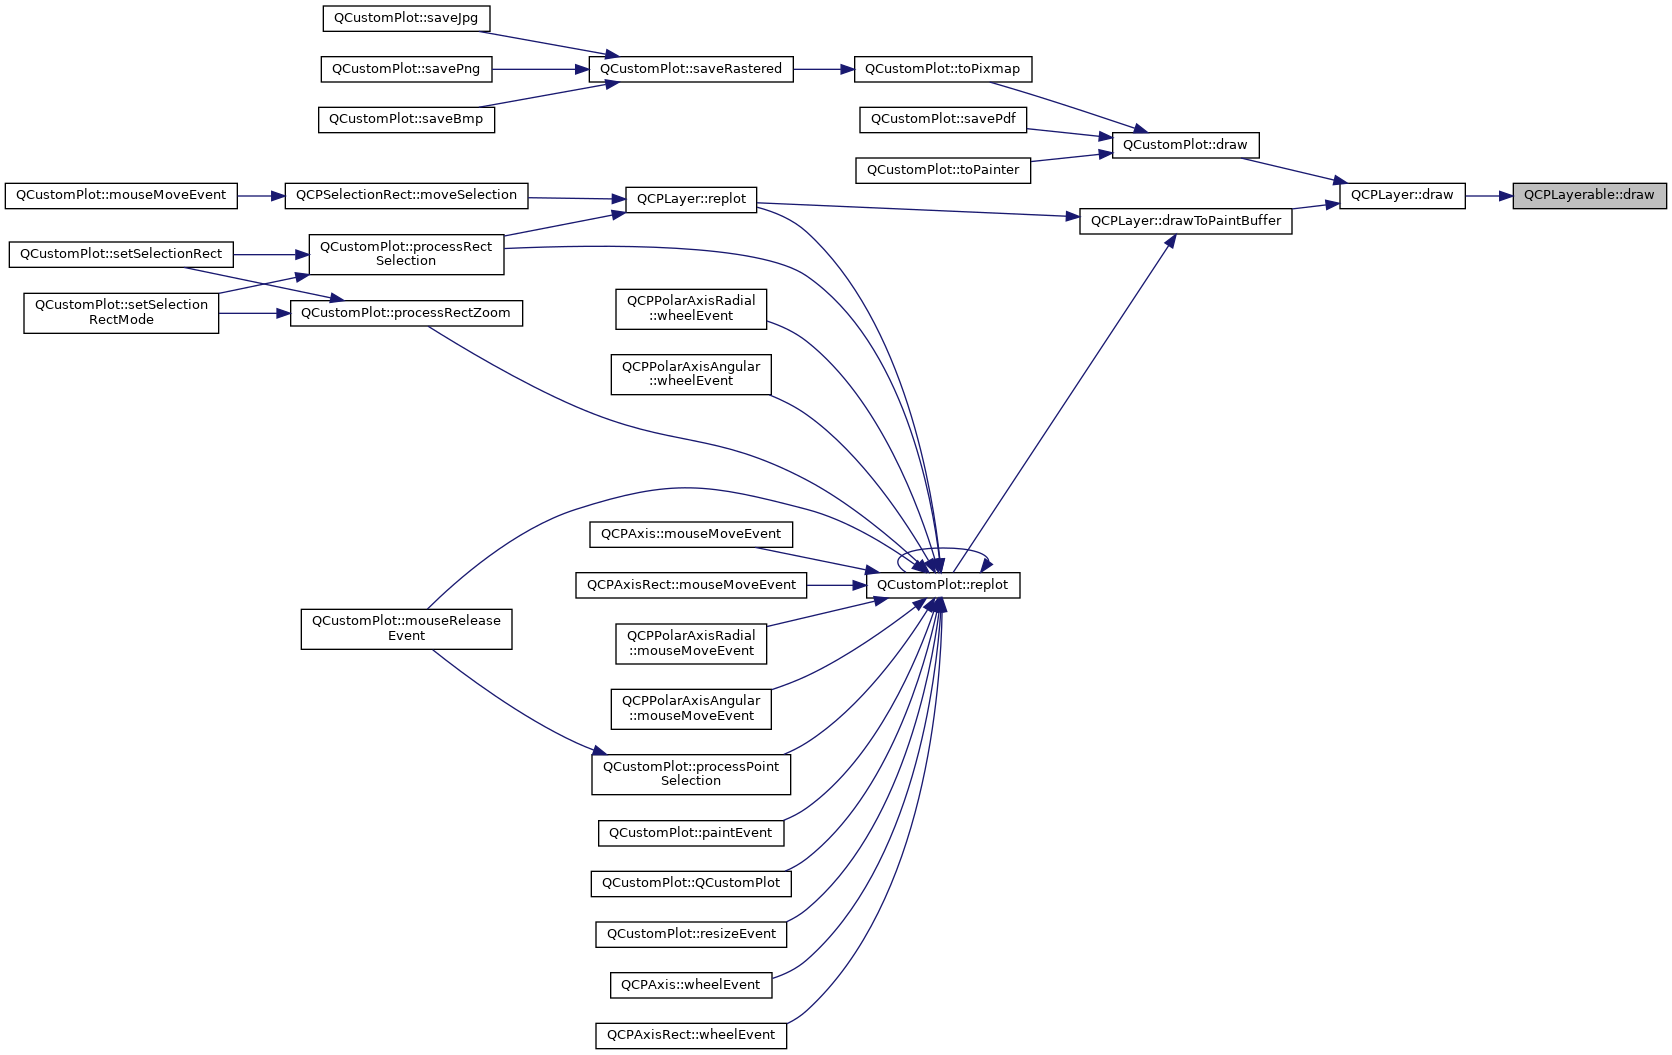 QCustomPlot::saveJpg
QCustomPlot::savePng
QCustomPlot::saveRastered
QCustomPlot::toPixmap
QCustomPlot::saveBmp
QCustomPlot::savePdf
QCustomPlot::draw
QCustomPlot::toPainter
QCustomPlot::mouseMoveEvent
QCPSelectionRect::moveSelection
QCPLayer::replot
QCPLayer::draw
QCPLayerable::draw
QCPLayer::drawToPaintBuffer
QCustomPlot::setSelectionRect
QCustomPlot::processRect
Selection
QCustomPlot::setSelection
RectMode
QCustomPlot::processRectZoom
QCPPolarAxisRadial
::wheelEvent
QCPPolarAxisAngular
::wheelEvent
QCPAxis::mouseMoveEvent
QCPAxisRect::mouseMoveEvent
QCustomPlot::replot
QCustomPlot::mouseRelease
Event
QCPPolarAxisRadial
::mouseMoveEvent
QCPPolarAxisAngular
::mouseMoveEvent
QCustomPlot::processPoint
Selection
QCustomPlot::paintEvent
QCustomPlot::QCustomPlot
QCustomPlot::resizeEvent
QCPAxis::wheelEvent
QCPAxisRect::wheelEvent